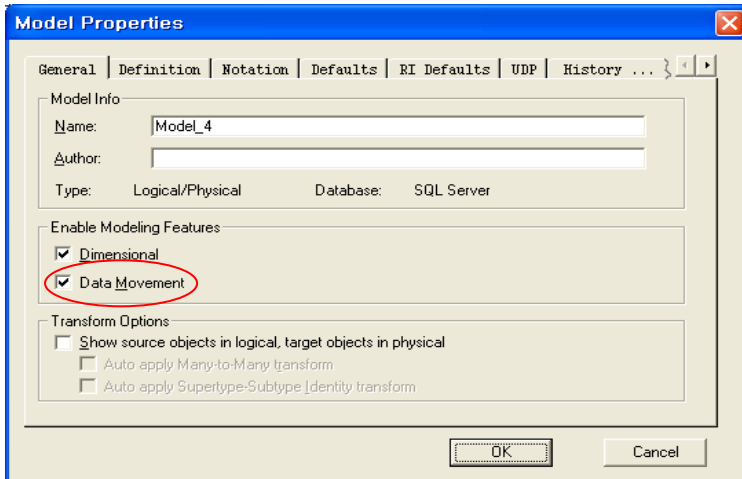 Model Properties
General Definition Notation Defaults RI Defaults UDP History ...
Model Info
Name: Model_4
Author:
Type: Logical/Physical Database: SQL Server
Enable Modeling Features
Dimensional
Data Movement
Transform Options
Show source objects in logical, target objects in physical
Auto apply Many-to-Many transform
Auto apply Supertype-Subtype Identity transform
OK Cancel